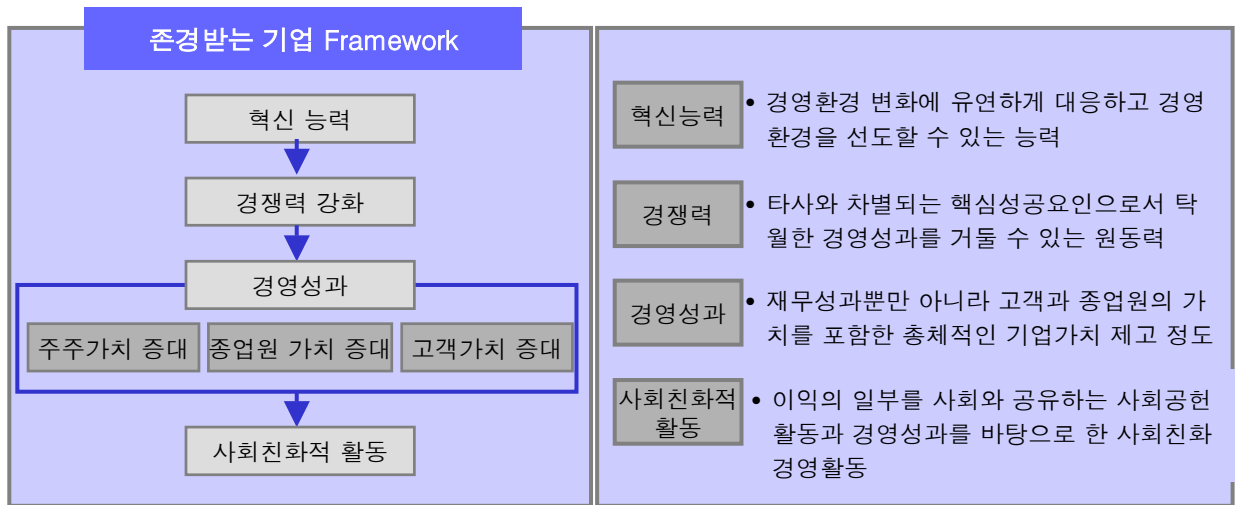 존경받는 기업 Framework
혁신 능력
경쟁력 강화
경영성과
주주가치 증대
종업원 가치 증대
고객가치 증대
사회친화적 활동
혁신능력
• 경영환경 변화에 유연하게 대응하고 경영
환경을 선도할 수 있는 능력
경쟁력
• 타사와 차별되는 핵심성공요인으로서 탁
월한 경영성과를 거둘 수 있는 원동력
경영성과
• 재무성과뿐만 아니라 고객과 종업원의 가
치를 포함한 총체적인 기업가치 제고 정도
사회친화적
활동
• 이익의 일부를 사회와 공유하는 사회공헌
활동과 경영성과를 바탕으로 한 사회친화
경영활동